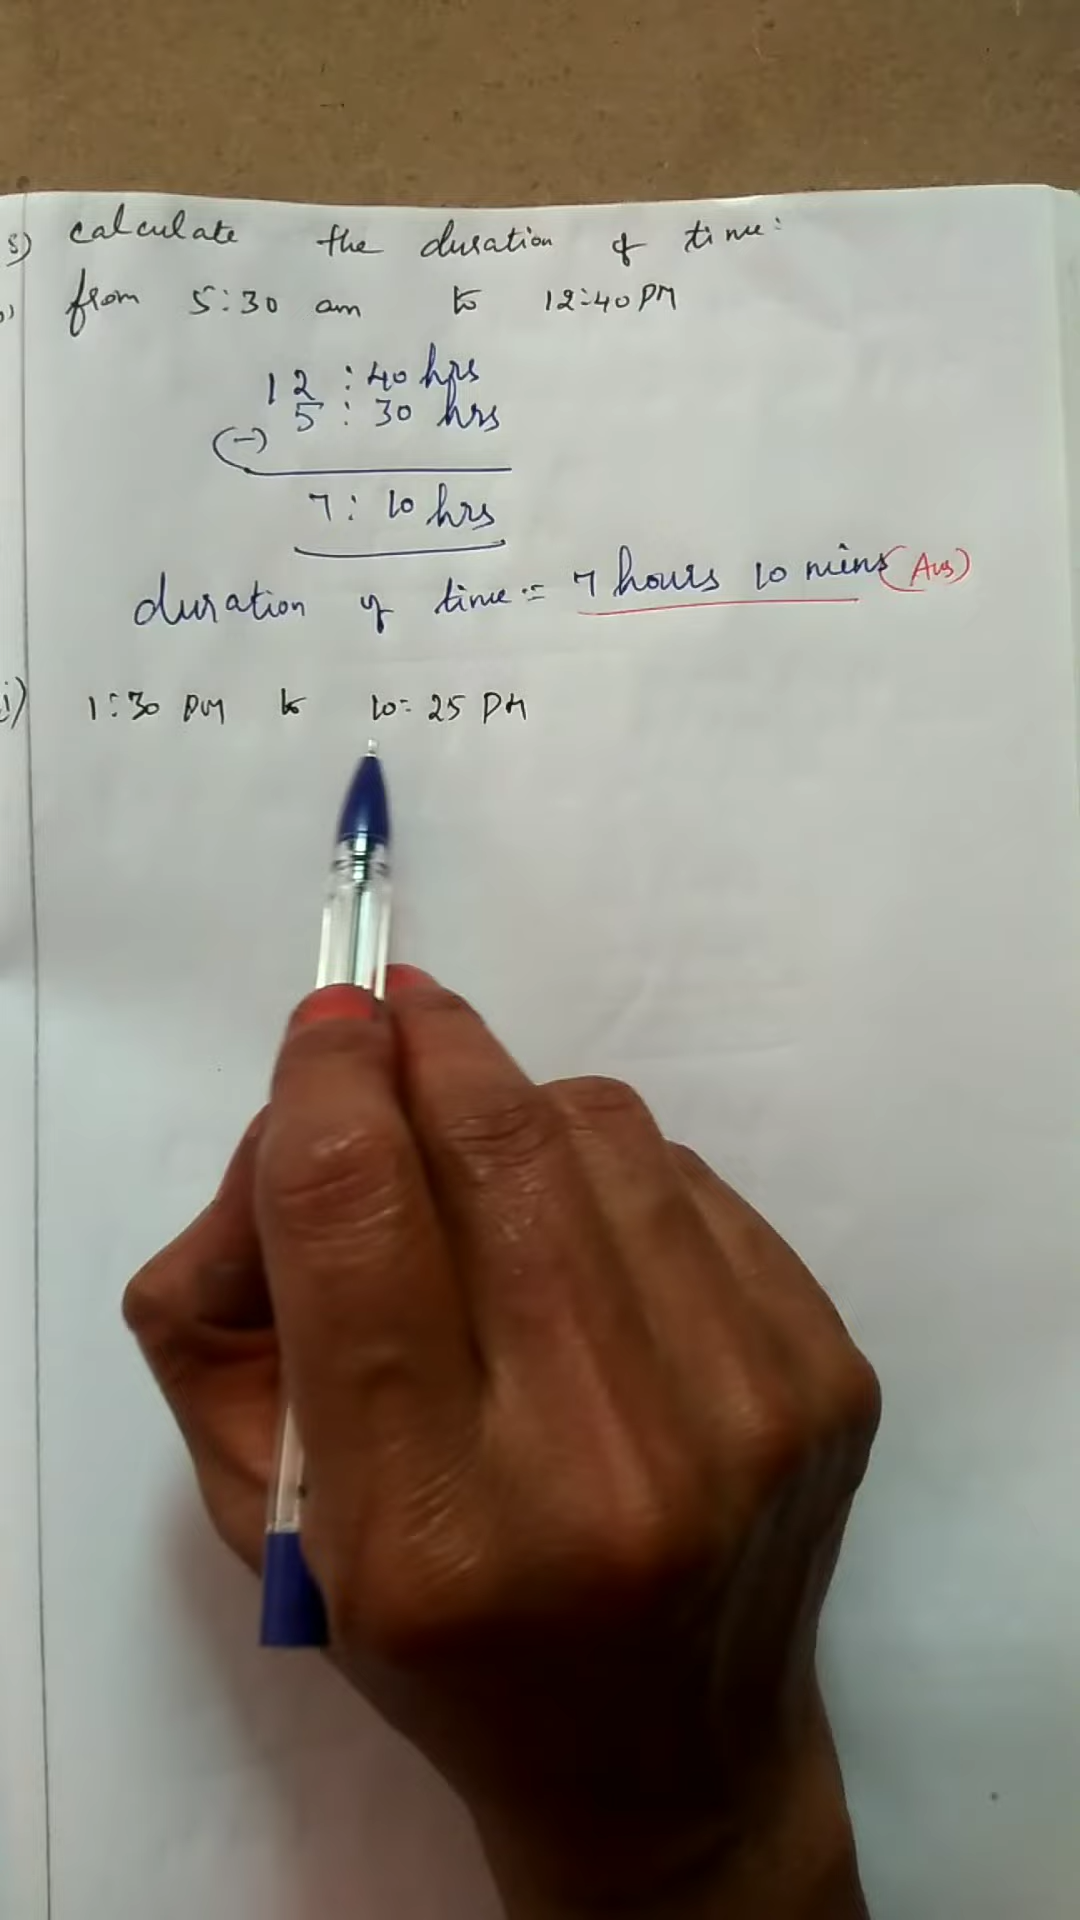 5) calculate the duration of time:
from 5:30 am to 12:40 PM
12 : 40 hrs
5 : 30 hrs
(-)
7 : 10 hrs
duration of time = 7 hours 10 mins (Ans)
i) 1:30 PM to 10:25 PM